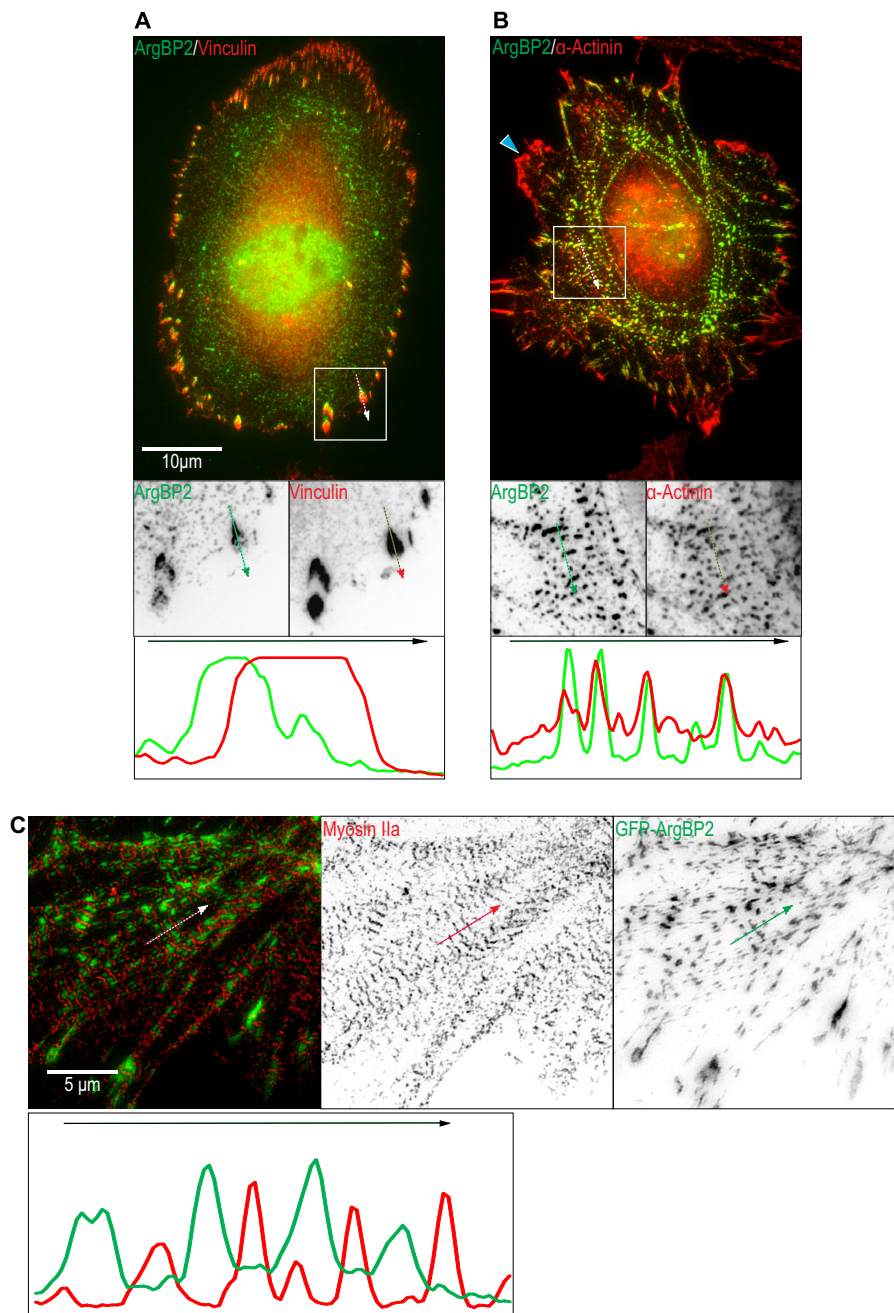 A
B
ArgBP2/Vinculin
ArgBP2/α-Actinin
10µm
ArgBP2
Vinculin
ArgBP2
α-Actinin
C
Myosin IIa
GFP-ArgBP2
5 µm